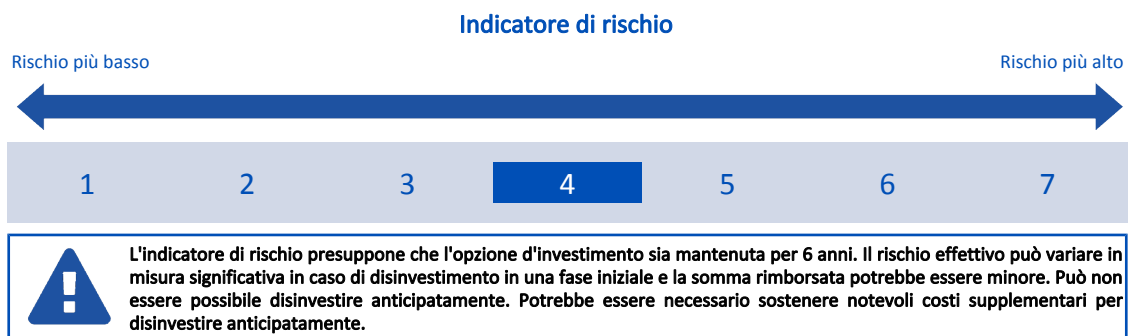 Indicatore di rischio
Rischio più basso
Rischio più alto
1 2 3 4 5 6 7
L'indicatore di rischio presuppone che l'opzione d'investimento sia mantenuta per 6 anni. Il rischio effettivo può variare in
misura significativa in caso di disinvestimento in una fase iniziale e la somma rimborsata potrebbe essere minore. Può non
essere possibile disinvestire anticipatamente. Potrebbe essere necessario sostenere notevoli costi supplementari per
disinvestire anticipatamente.